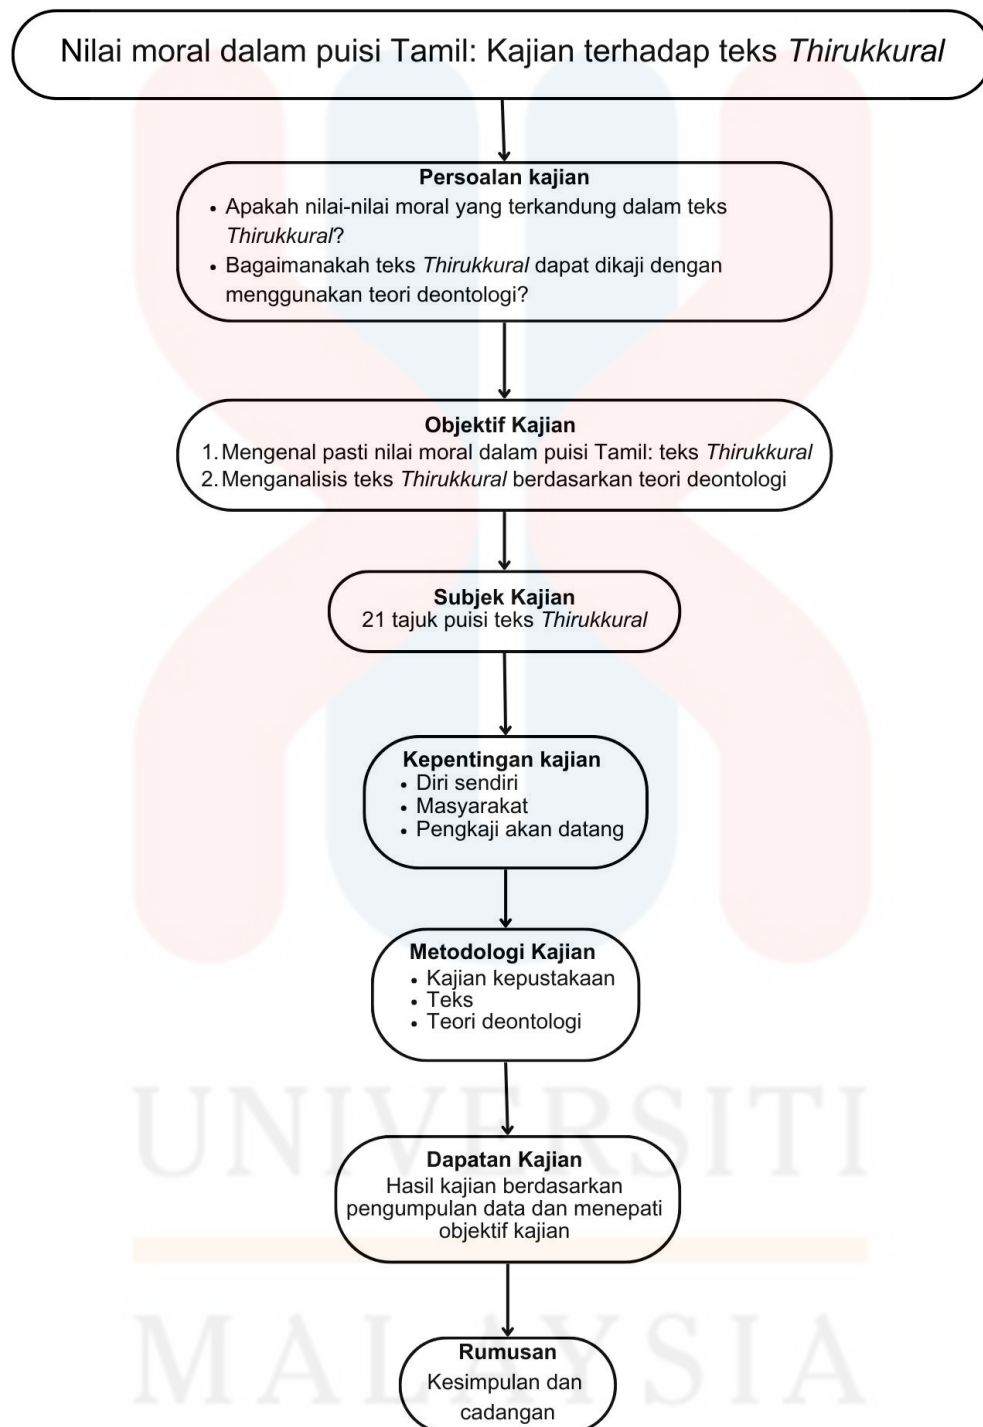 Nilai moral dalam puisi Tamil: Kajian terhadap teks Thirukkural
Persoalan kajian
• Apakah nilai-nilai moral yang terkandung dalam teks
Thirukkural?
• Bagaimanakah teks Thirukkural dapat dikaji dengan
menggunakan teori deontologi?
Objektif Kajian
1. Mengenal pasti nilai moral dalam puisi Tamil: teks Thirukkural
2. Menganalisis teks Thirukkural berdasarkan teori deontologi
Subjek Kajian
21 tajuk puisi teks Thirukkural
Kepentingan kajian
• Diri sendiri
• Masyarakat
• Pengkaji akan datang
Metodologi Kajian
• Kajian kepustakaan
• Teks
• Teori deontologi
UNIVERSITI
Dapatan Kajian
Hasil kajian berdasarkan
pengumpulan data dan menepati
objektif kajian
MALAYSIA
Rumusan
Kesimpulan dan
cadangan